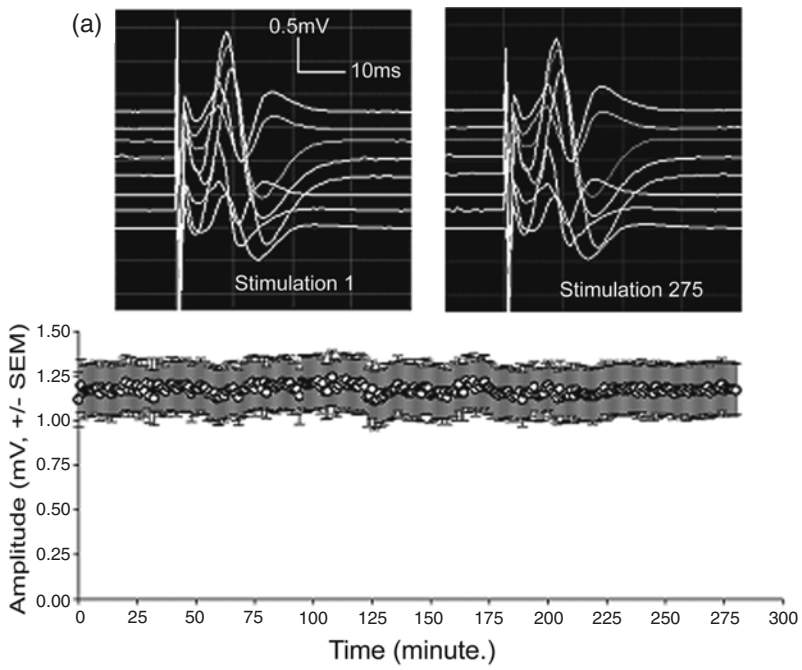 (a)
0.5mV
10ms
Stimulation 1
Stimulation 275
Amplitude (mV, +/- SEM)
1.50
1.25
1.00
0.75
0.50
0.25
0.00
0 25 50 75 100 125 150 175 200 225 250 275 300
Time (minute.)